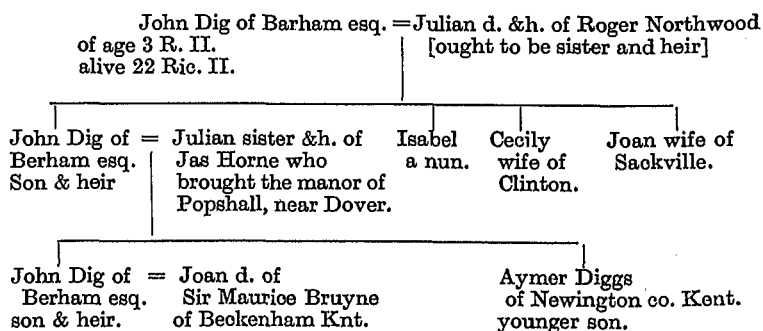 John Dig of Barham esq. = Julian d. &h. of Roger Northwood
of age 3 R. II. [ought to be sister and heir]
alive 22 Ric. II.
John Dig of = Julian sister &h. of Isabel Cecily Joan wife of
Berham esq. Jas Horne who a nun. wife of Sackville.
Son & heir brought the manor of Clinton.
Popshall, near Dover.
John Dig of = Joan d. of Aymer Diggs
Berham esq. Sir Maurice Bruyne of Newington co. Kent.
son & heir. of Beckenham Knt. younger son.